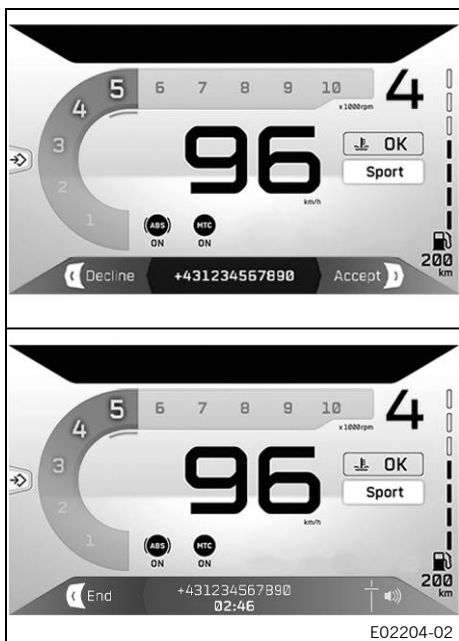 1 2 3 4 5 6 7 8 9 10
x1000rpm
4
96
km/h
OK
Sport
(ABS) MTC
ON ON
200
km
Decline +431234567890 Accept
1 2 3 4 5 6 7 8 9 10
x1000rpm
4
96
km/h
OK
Sport
(ABS) MTC
ON ON
200
km
End +431234567890
02:46
E02204-02